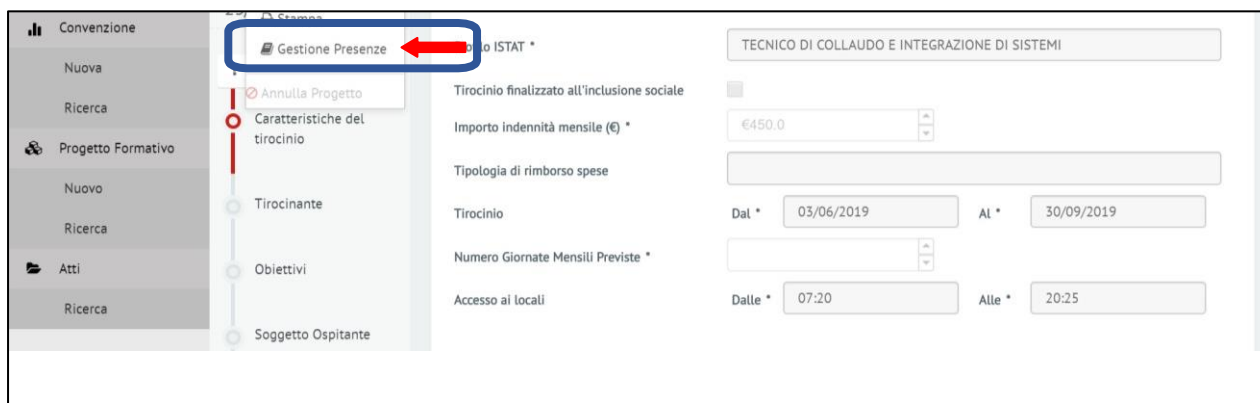 Convenzione
Nuova
Ricerca
Progetto Formativo
Nuovo
Ricerca
Atti
Ricerca
Stampa
Gestione Presenze
Annulla Progetto
Caratteristiche del
tirocinio
Tirocinante
Obiettivi
Soggetto Ospitante
ISTAT * TECNICO DI COLLAUDO E INTEGRAZIONE DI SISTEMI
Tirocinio finalizzato all'inclusione sociale
Importo indennità mensile (€) * €450.0
Tipologia di rimborso spese
Tirocinio Dal * 03/06/2019 Al * 30/09/2019
Numero Giornate Mensili Previste *
Accesso ai locali Dalle * 07:20 Alle * 20:25